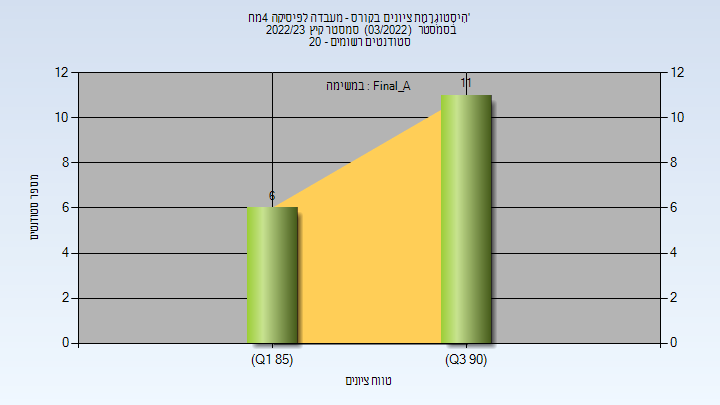 היסטוגרמת ציונים בקורס - מעבדה לפיסיקה 4מח'
בסמסטר (03/2022) סמסטר קיץ 2022/23
סטודנטים רשומים - 20
במשימה : Final_A
12 12
11
10 10
8 8
6
6 6
4 4
2 2
0 0
מספר סטודנטים
(Q1 85) (Q3 90)
טווח ציונים